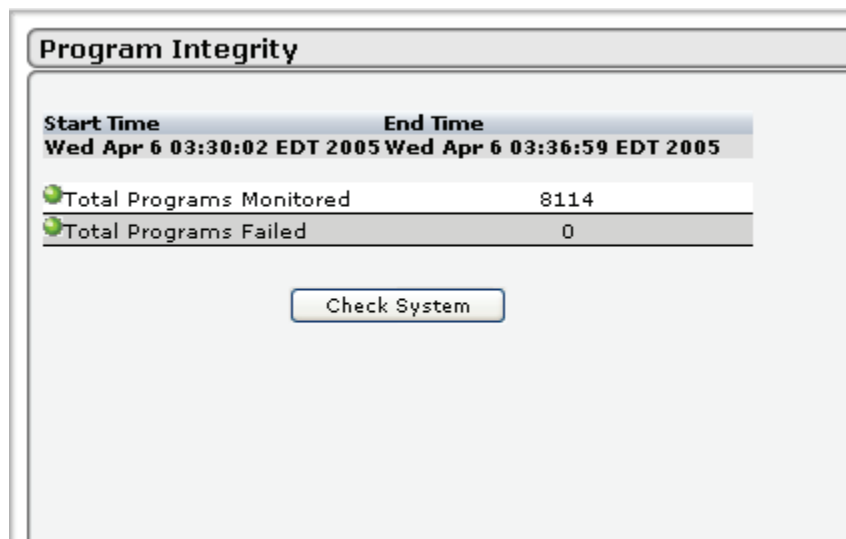 Program Integrity
Start Time End Time
Wed Apr 6 03:30:02 EDT 2005 Wed Apr 6 03:36:59 EDT 2005
Total Programs Monitored 8114
Total Programs Failed 0
Check System